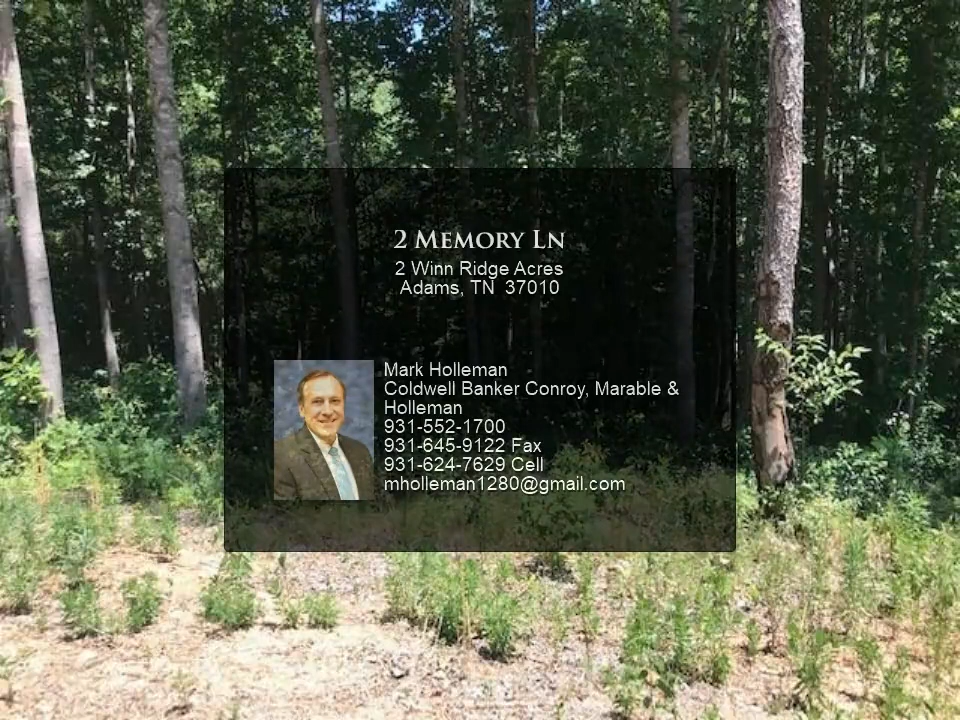 2 Memory Ln
2 Winn Ridge Acres
Adams, TN 37010
Mark Holleman
Coldwell Banker Conroy, Marable &
Holleman
931-552-1700
931-645-9122 Fax
931-624-7629 Cell
mholleman1280@gmail.com